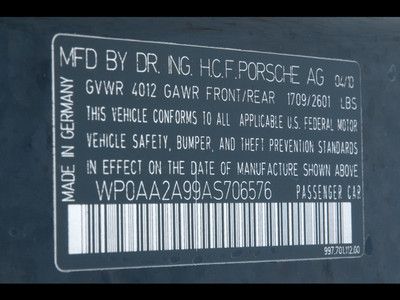 MFD BY DR. ING. H.C.F. PORSCHE AG 04/10
GVWR 4012 GAWR FRONT/REAR 1709/2601 LBS
THIS VEHICLE CONFORMS TO ALL APPLICABLE U.S. FEDERAL MOTOR
VEHICLE SAFETY, BUMPER, AND THEFT PREVENTION STANDARDS
IN EFFECT ON THE DATE OF MANUFACTURE SHOWN ABOVE.
WP0AA2A99AS706576 PASSENGER CAR
MADE IN GERMANY
997.701.112.00